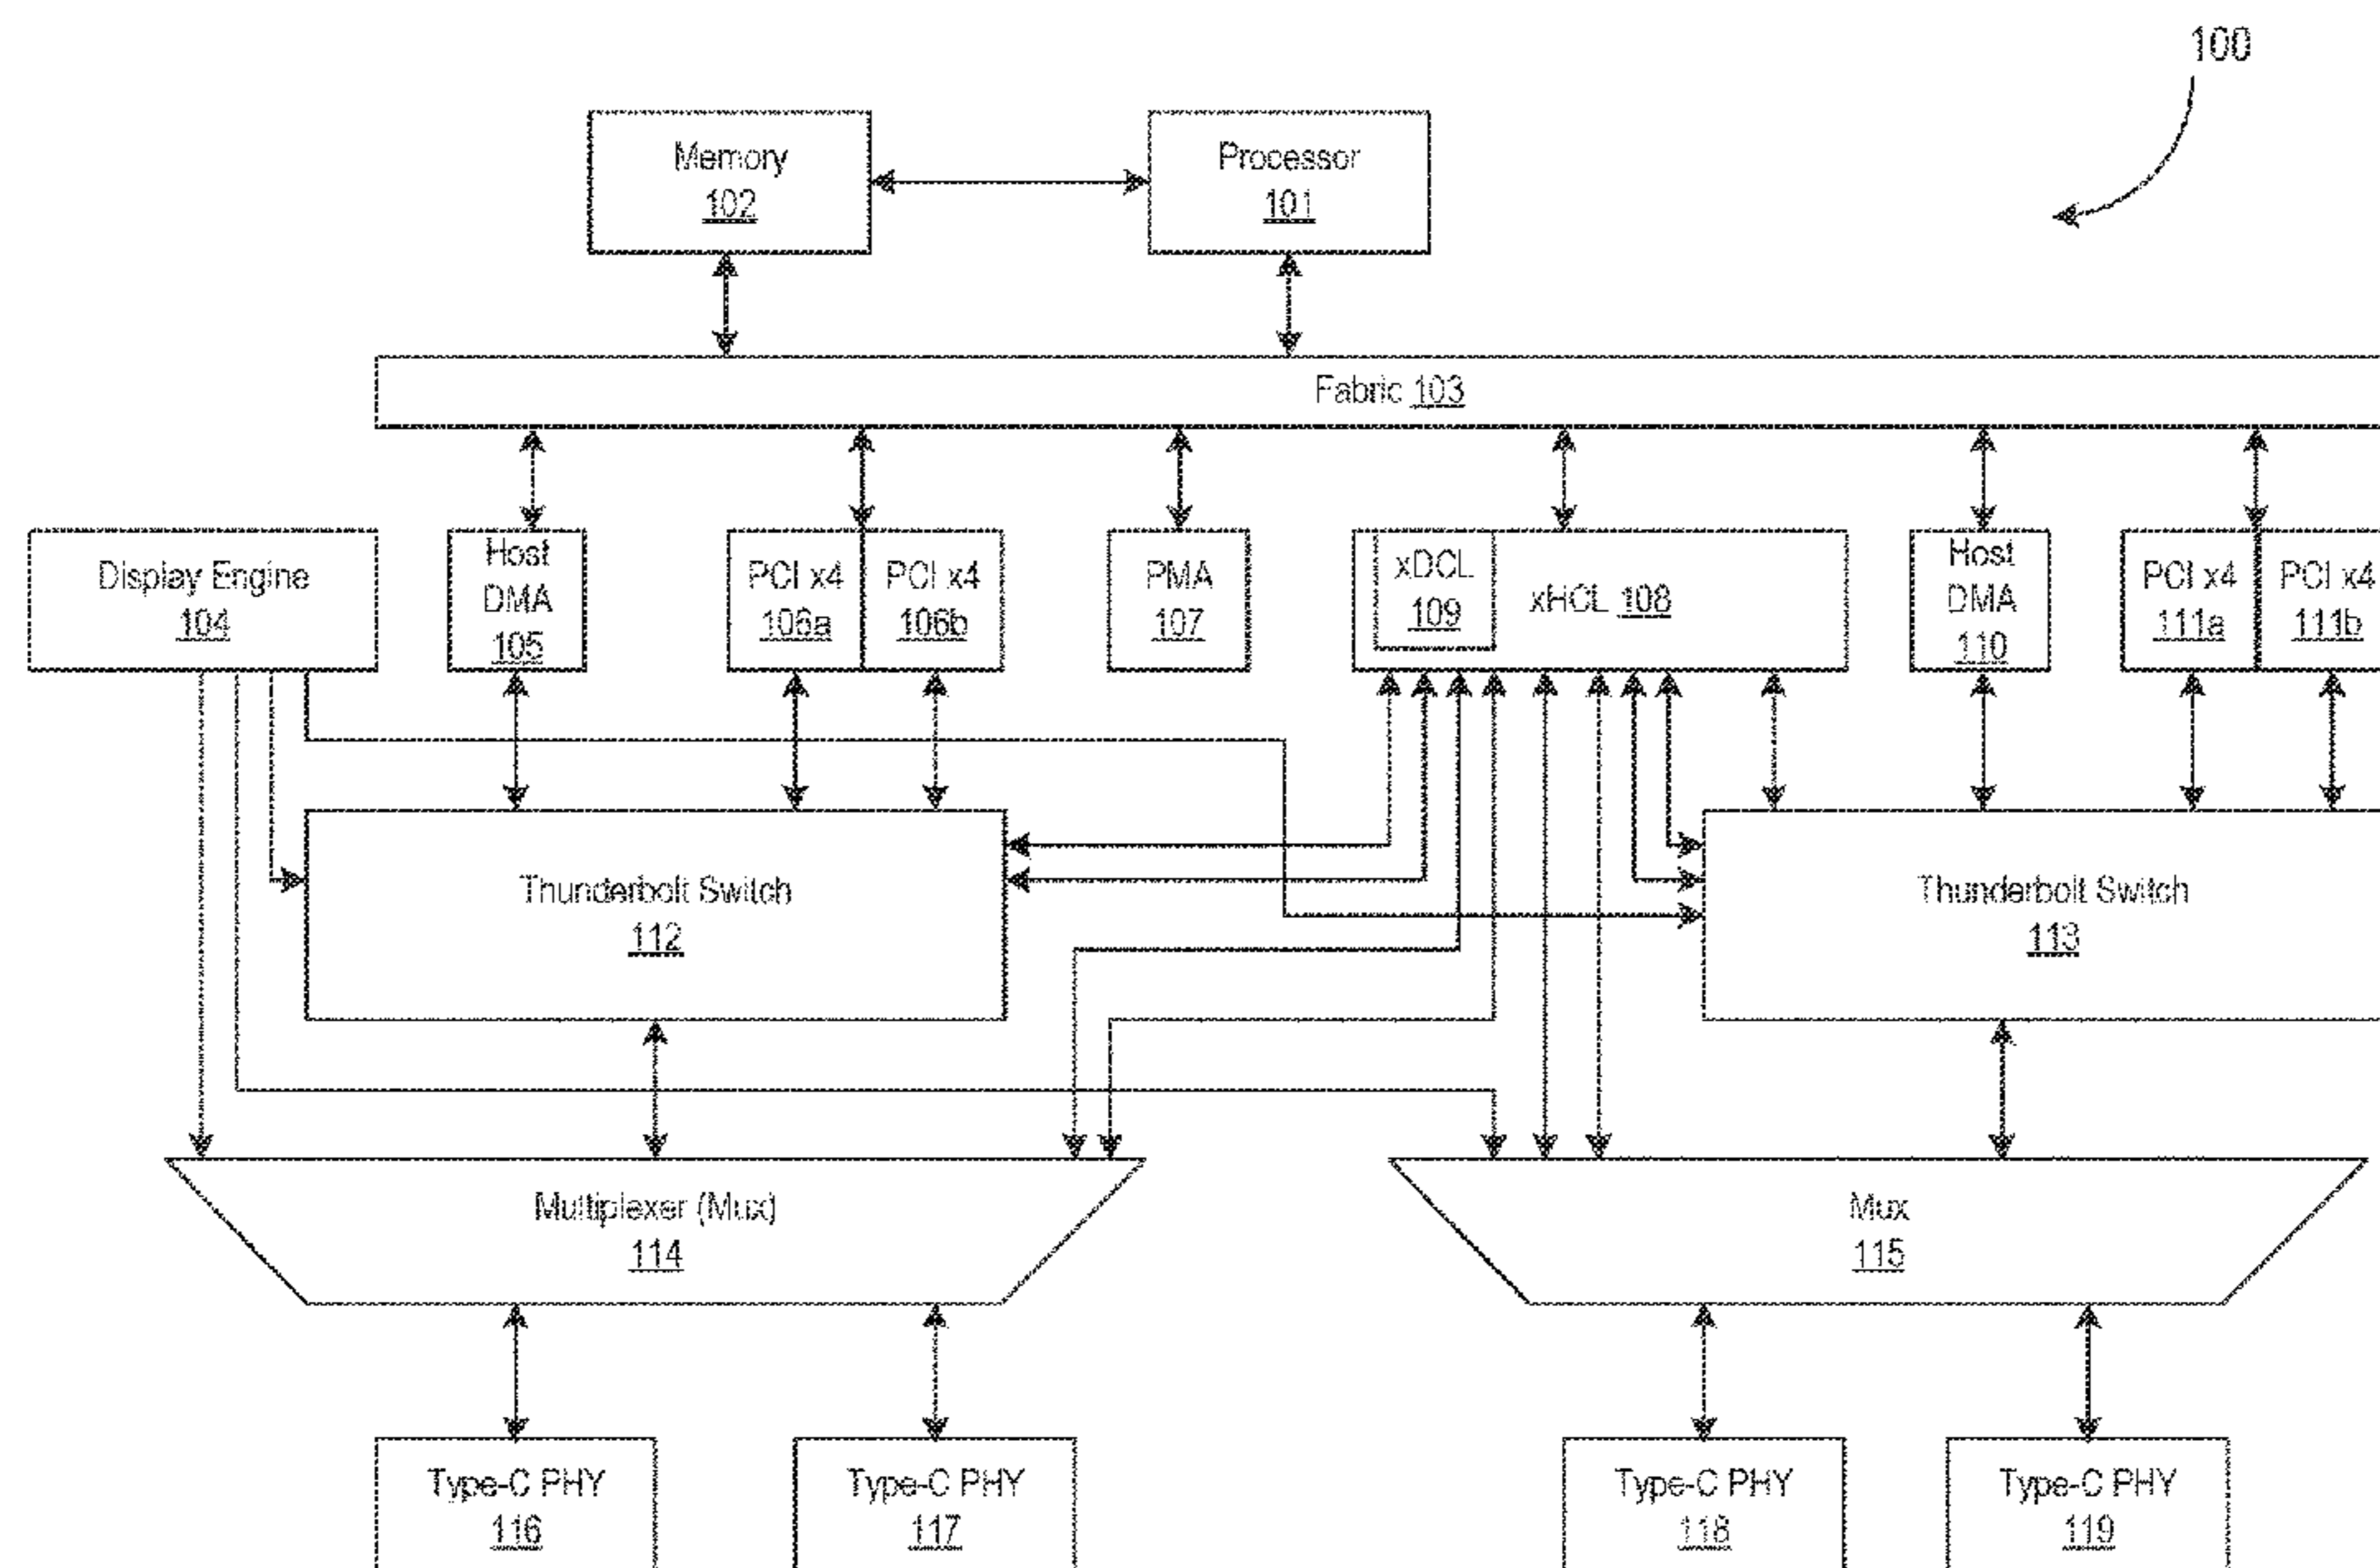 100
Memory
102
Processor
101
Fabric 103
Display Engine
104
Host
DMA
105
PCI x4
106a
PCI x4
106b
PMA
107
xDCL
109
xHCL 108
Host
DMA
110
PCI x4
111a
PCI x4
111b
Thunderbolt Switch
112
Thunderbolt Switch
113
Multiplexer (Mux)
114
Mux
115
Type-C PHY
116
Type-C PHY
117
Type-C PHY
118
Type-C PHY
119